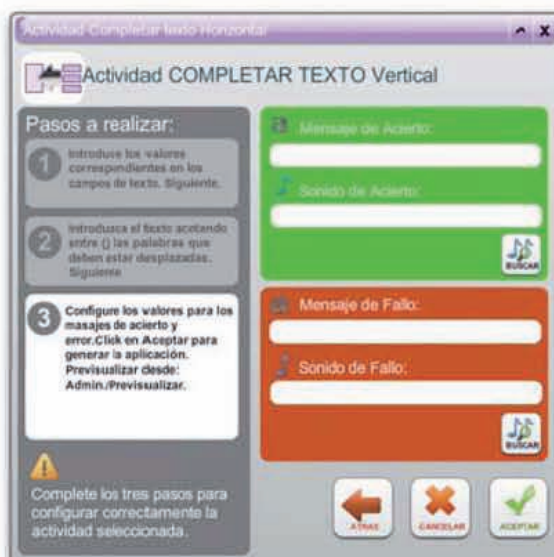 Actividad Completar texto Horizontal
Actividad COMPLETAR TEXTO Vertical
Pasos a realizar:
1
Introduce los valores
correspondientes en los
campos de texto. Siguiente.
2
Introduzca el texto acotando
entre () las palabras que
deben estar desplazadas.
Siguiente
3
Configure los valores para los
masajes de acierto y
error.Click en Aceptar para
generar la aplicación.
Previsualizar desde:
Admin./Previsualizar.
Complete los tres pasos para
configurar correctamente la
actividad seleccionada.
Mensaje de Acierto:
Sonido de Acierto:
BUSCAR
Mensaje de Fallo:
Sonido de Fallo:
BUSCAR
ATRAS
CANCELAR
ACEPTAR